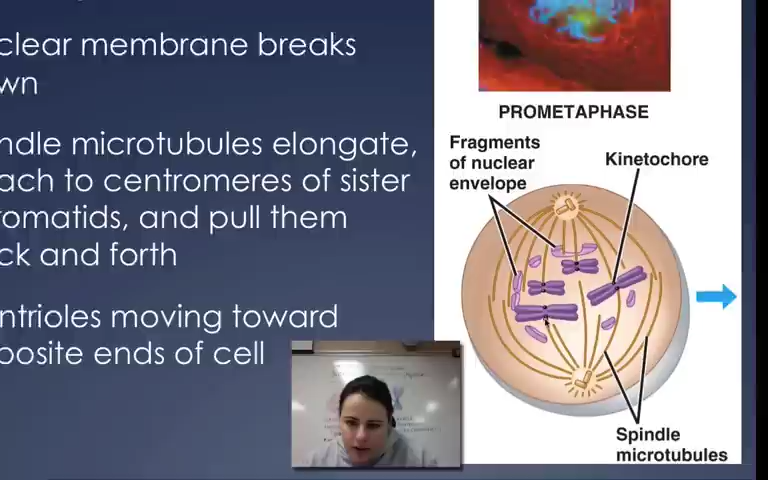 clear membrane breaks
wn
ndle microtubules elongate,
ach to centromeres of sister
romatids, and pull them
ck and forth
ntrioles moving toward
posite ends of cell
PROMETAPHASE
Fragments
of nuclear
envelope
Kinetochore
Spindle
microtubules